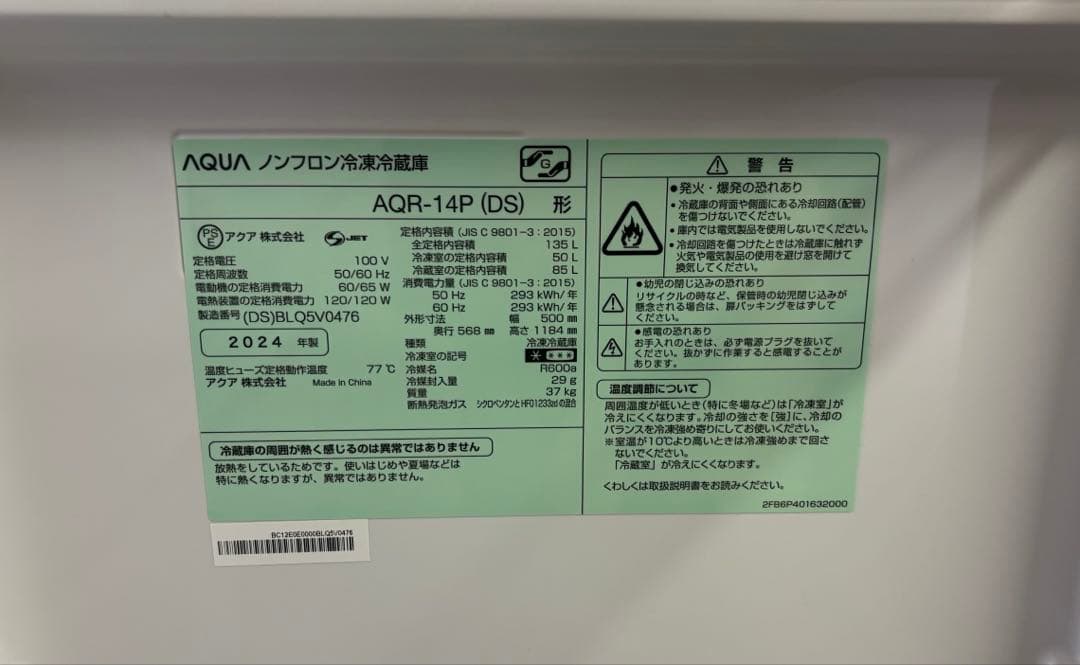 AQUA ノンフロン冷凍冷蔵庫
G
AQR-14P (DS) 形
PSE アクア 株式会社 S-JET
定格電圧 100 V
定格周波数 50/60 Hz
電動機の定格消費電力 60/65 W
電熱装置の定格消費電力 120/120 W
製造番号 (DS)BLQ5V0476
2024 年製
温度ヒューズ定格動作温度 77 ℃
アクア 株式会社 Made in China
定格内容積 (JIS C 9801-3 : 2015)
全定格内容積 135 L
冷凍室の定格内容積 50 L
冷蔵室の定格内容積 85 L
消費電力量 (JIS C 9801-3 : 2015)
50 Hz 293 kWh/年
60 Hz 293 kWh/年
外形寸法 幅 500 ㎜
奥行 568 ㎜ 高さ 1184 ㎜
種類 冷凍冷蔵庫
冷凍室の記号
冷媒名 R600a
冷媒封入量 29 g
質量 37 kg
断熱発泡ガス シクロペンタンとHFO1233zdの混合
冷蔵庫の周囲が熱く感じるのは異常ではありません
放熱をしているためです。使いはじめや夏場などは
特に熱くなりますが、異常ではありません。
警告
●発火・爆発の恐れあり
・冷蔵庫の背面や側面にある冷却回路(配管)
を傷つけないでください。
・庫内では電気製品を使用しないでください。
・冷却回路を傷つけたときは冷蔵庫に触れず
火気や電気製品の使用を避け窓を開けて
換気してください。
●幼児の閉じ込みの恐れあり
リサイクルの時など、保管時の幼児閉じ込みが
懸念される場合は、扉パッキングをはずして
ください。
●感電の恐れあり
お手入れのときは、必ず電源プラグを抜いて
ください。抜かずに作業すると感電することが
あります。
温度調節について
周囲温度が低いとき(特に冬場など)は「冷凍室」が
冷えにくくなります。冷却の強さを[強]に、冷却の
バランスを冷凍強め寄りにしてお使いください。
※室温が10℃より高いときは冷凍強めまで回さ
ないでください。
「冷蔵室」が冷えにくくなります。
くわしくは取扱説明書をお読みください。
2FB6P401632000
BC12E0E0000BLQ5V0476